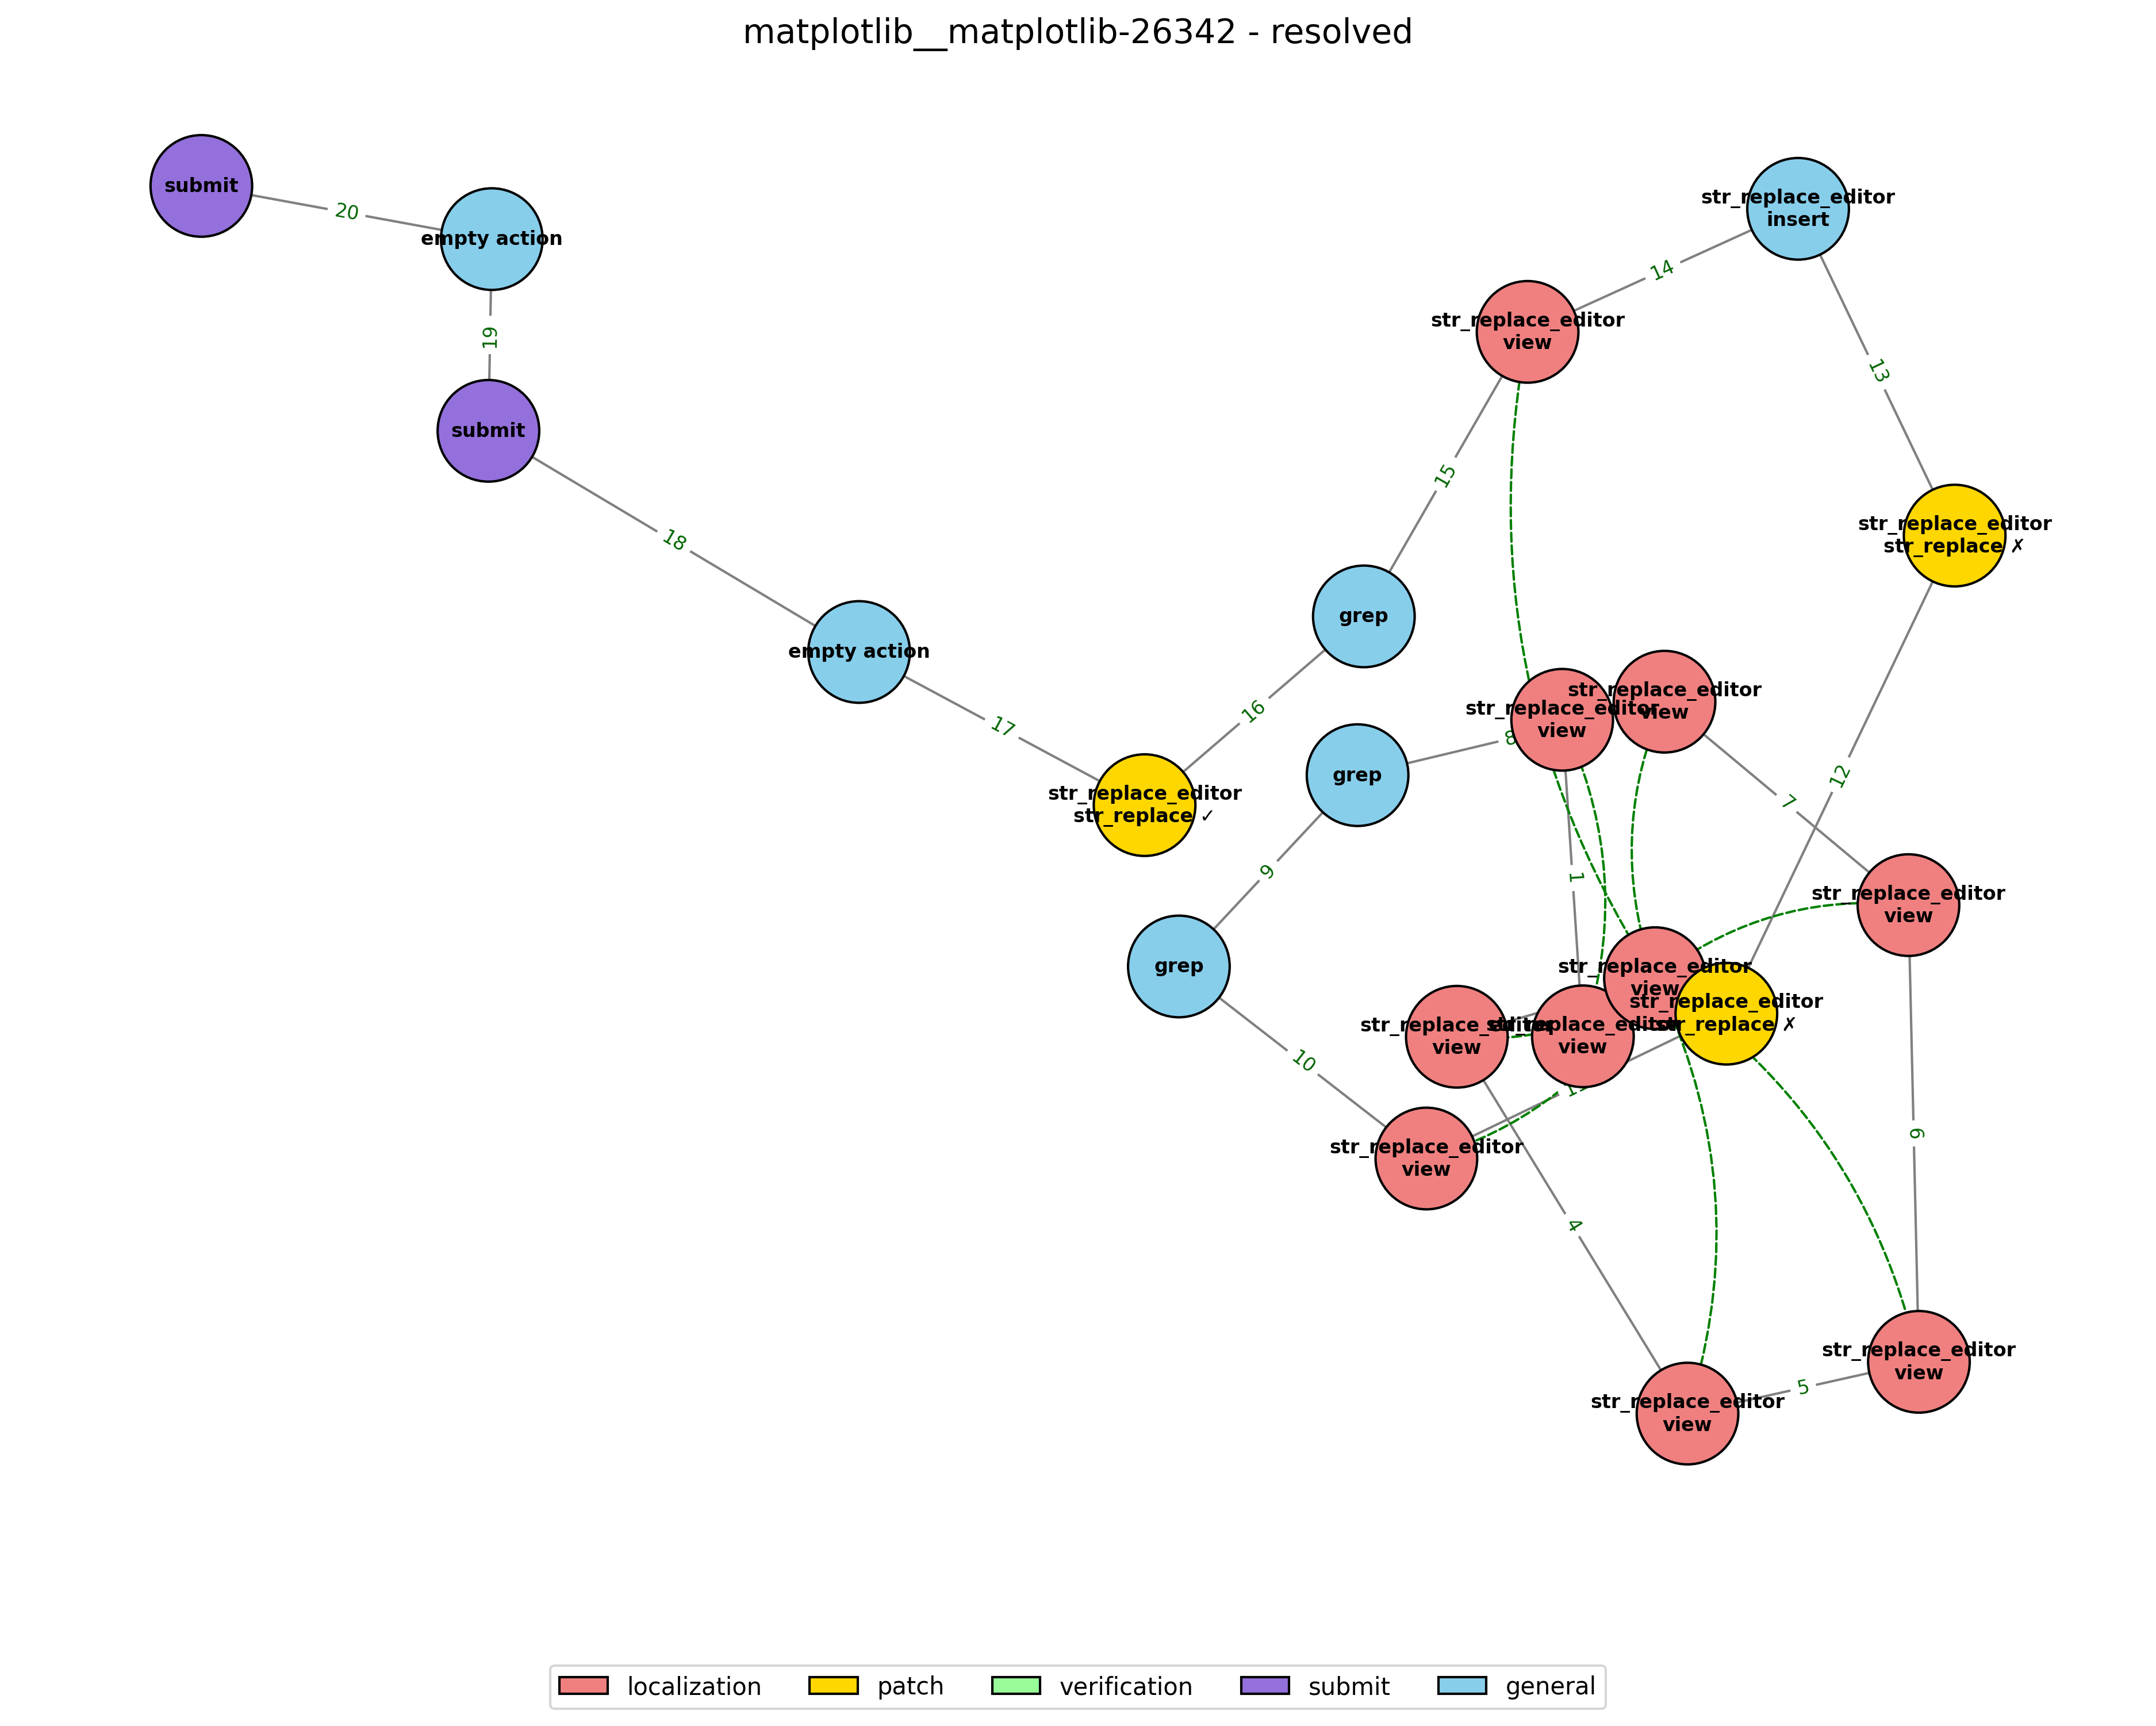 matplotlib__matplotlib-26342 - resolved
submit
20
empty action
19
submit
18
empty action
17
str_replace_editor
str_replace ✓
16
grep
15
str_replace_editor
view
14
str_replace_editor
insert
13
str_replace_editor
str_replace ✗
12
str_replace_editor
view
str_replace_editor
view
8
grep
9
grep
10
1
7
str_replace_editor
view
str_replace_editor
view
str_replace_editor
str_replace ✗
str_replace_editor
view
str_replace_editor
view
str_replace_editor
view
4
6
5
str_replace_editor
view
str_replace_editor
view
localization
patch
verification
submit
general